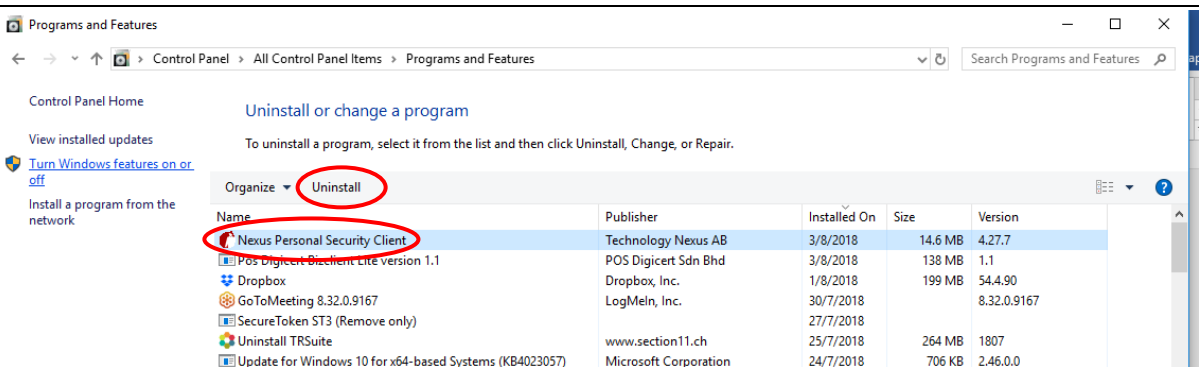 Programs and Features
Control Panel > All Control Panel Items > Programs and Features
Search Programs and Features
Control Panel Home
Uninstall or change a program
View installed updates
To uninstall a program, select it from the list and then click Uninstall, Change, or Repair.
Turn Windows features on or
off
Organize Uninstall
Install a program from the
network
Name Publisher Installed On Size Version
Nexus Personal Security Client Technology Nexus AB 3/8/2018 14.6 MB 4.27.7
Pos Digicert Bizclient Lite version 1.1 POS Digicert Sdn Bhd 3/8/2018 138 MB 1.1
Dropbox Dropbox, Inc. 1/8/2018 199 MB 54.4.90
GoToMeeting 8.32.0.9167 LogMeIn, Inc. 30/7/2018 8.32.0.9167
SecureToken ST3 (Remove only) 27/7/2018
Uninstall TRSuite www.section11.ch 25/7/2018 264 MB 1807
Update for Windows 10 for x64-based Systems (KB4023057) Microsoft Corporation 24/7/2018 706 KB 2.46.0.0